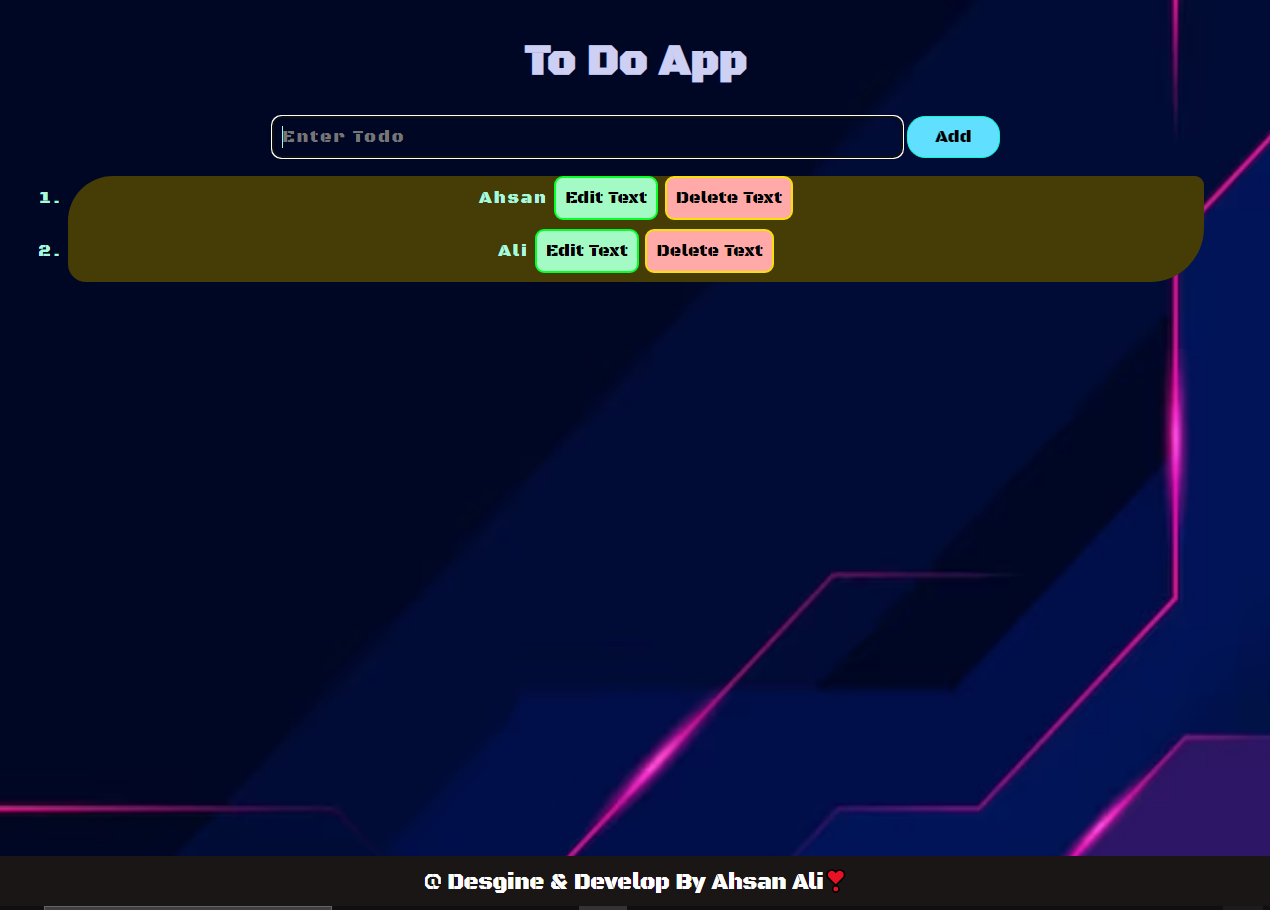 To Do App
Enter Todo Add
1. Ahsan Edit Text Delete Text
2. Ali Edit Text Delete Text
@ Desgine & Develop By Ahsan Ali❣️